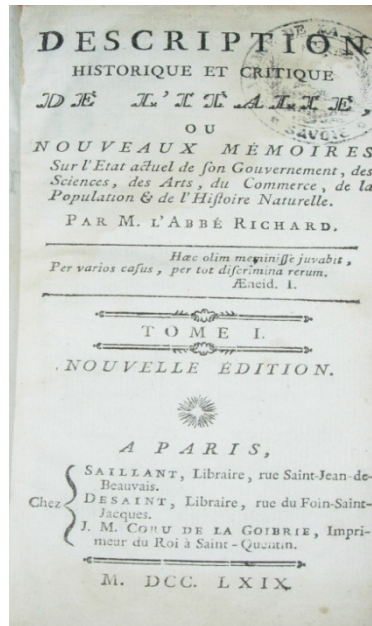 DESCRIPTION
HISTORIQUE ET CRITIQUE
DE L'ITALIE,
OU
NOUVEAUX MÉMOIRES
Sur l'Etat actuel de ſon Gouvernement, des
Sciences, des Arts, du Commerce, de la
Population & de l'Hiſtoire Naturelle.
PAR M. L'ABBÉ RICHARD.
Hæc olim meminiſſe juvabit,
Per varios caſus, per tot diſcrimina rerum.
Æneid. I.
TOME I.
NOUVELLE ÉDITION.
A PARIS,
SAILLANT, Libraire, rue Saint-Jean-de-
Beauvais.
Chez DESAINT, Libraire, rue du Foin-Saint-
Jacques.
J. M. COHU DE LA GOIBRIE, Impri-
meur du Roi à Saint-Quentin.
M. DCC. LXIX.
SAVOIE